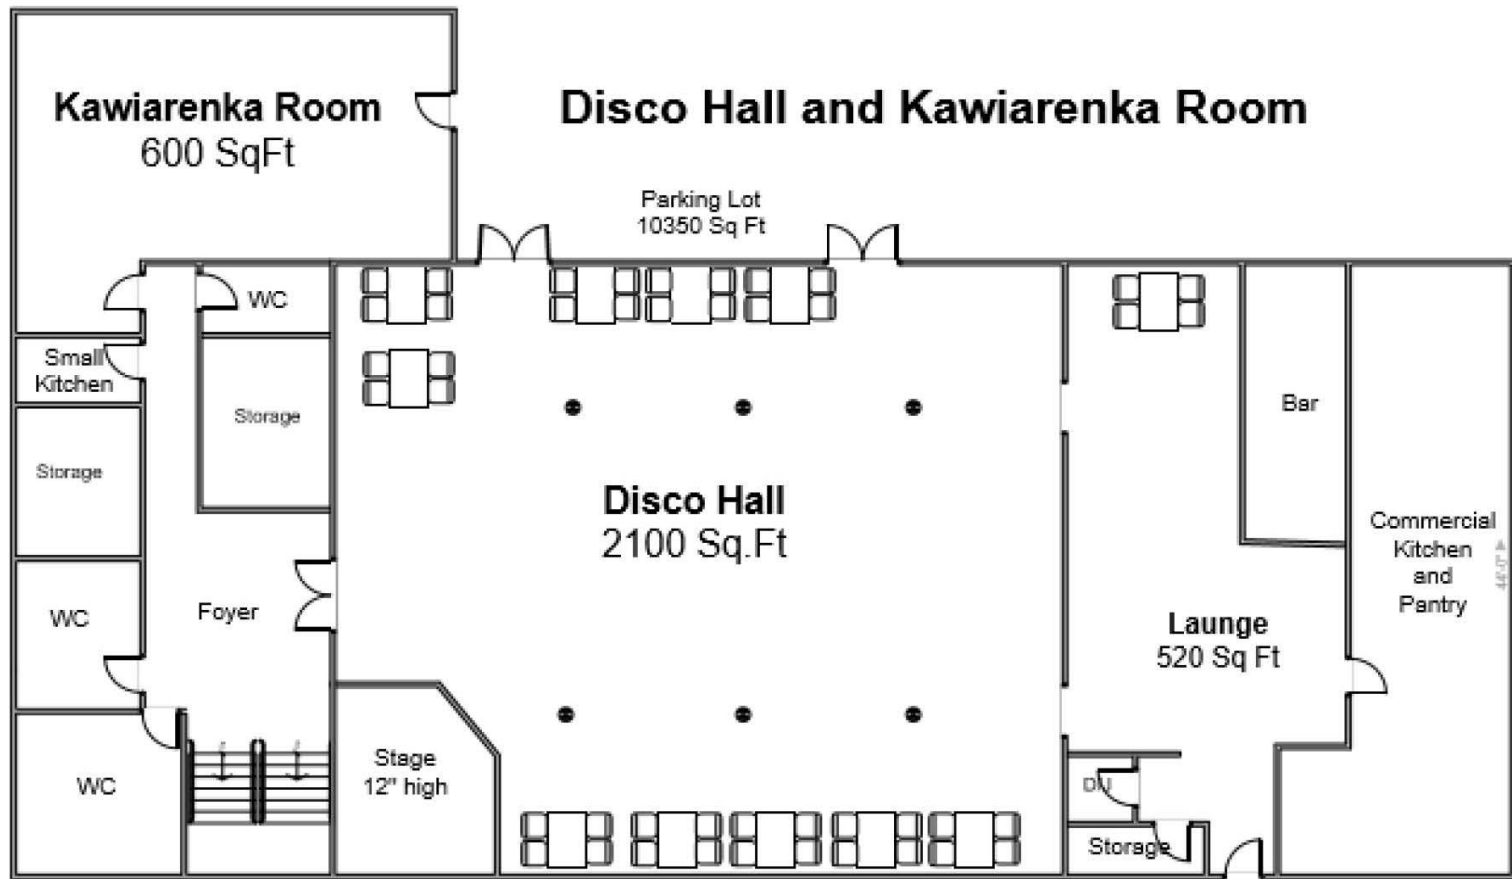 Kawiarenka Room
600 SqFt
Disco Hall and Kawiarenka Room
Parking Lot
10350 Sq Ft
WC
Small
Kitchen
Storage
Storage
Bar
Disco Hall
2100 Sq.Ft
Commercial
Kitchen
and
Pantry
44'-0"
WC
Foyer
Launge
520 Sq Ft
Stage
12" high
WC
Storage